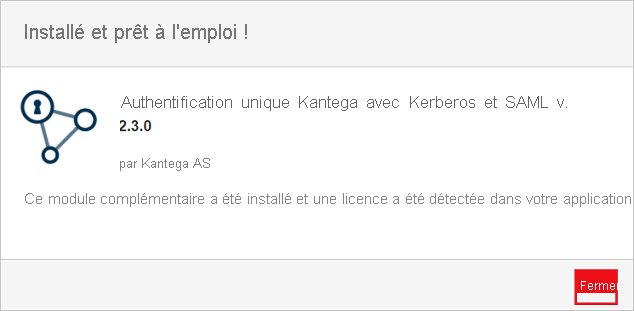 Installé et prêt à l'emploi !
Authentification unique Kantega avec Kerberos et SAML v.
2.3.0
par Kantega AS
Ce module complémentaire a été installé et une licence a été détectée dans votre application
Fermer